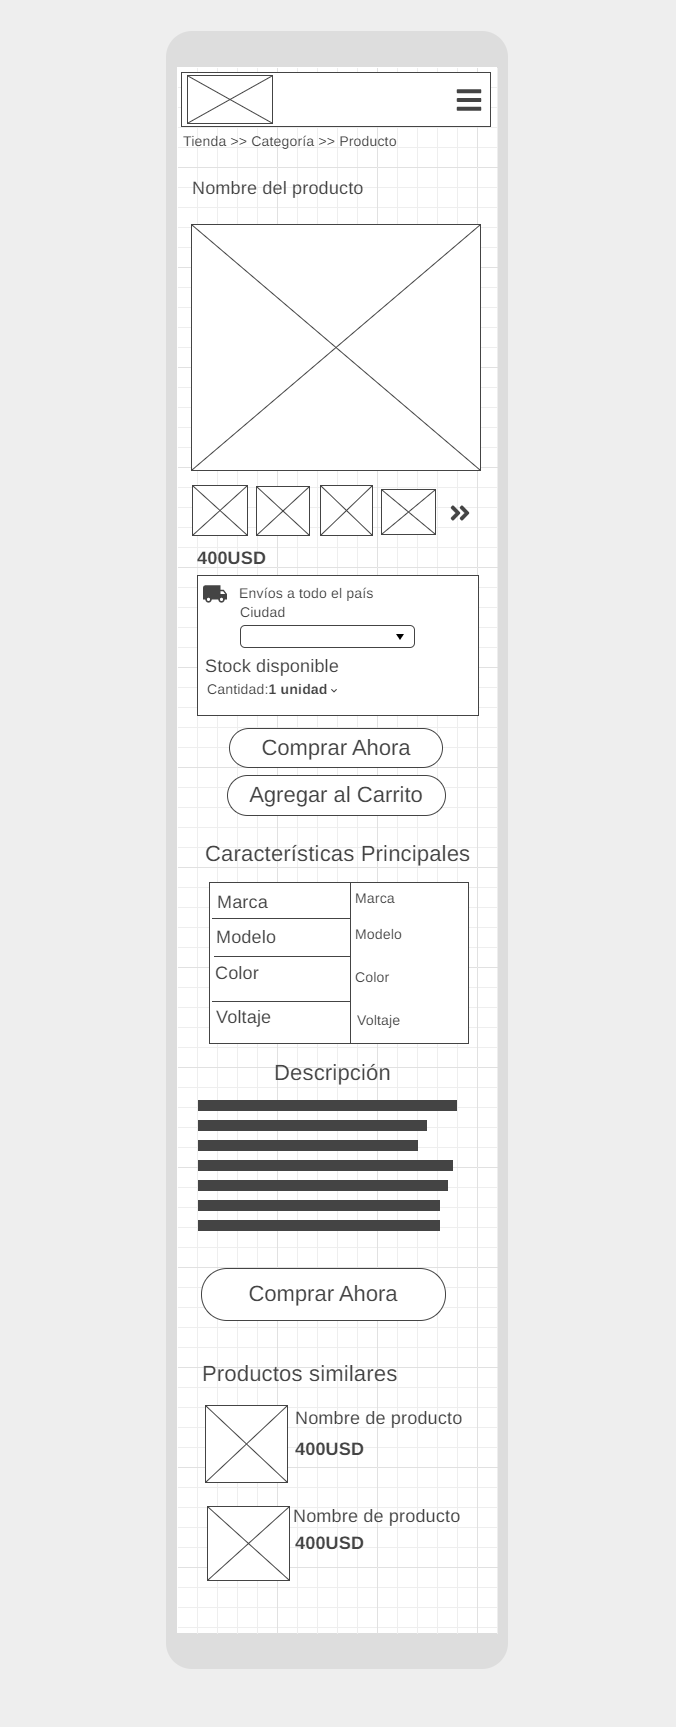 Tienda >> Categoría >> Producto
Nombre del producto
400USD
Envíos a todo el país
Ciudad
Stock disponible
Cantidad:1 unidad
Comprar Ahora
Agregar al Carrito
Características Principales
Marca Marca
Modelo Modelo
Color Color
Voltaje Voltaje
Descripción
Comprar Ahora
Productos similares
Nombre de producto
400USD
Nombre de producto
400USD